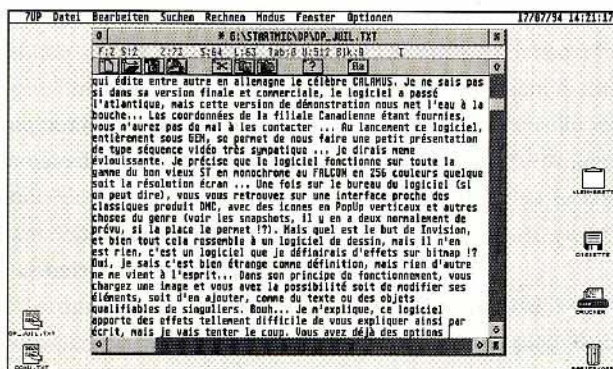 7UP Datei Bearbeiten Suchen Rechnen Modus Fenster Optionen 17/07/94 14:21:17
* G:\STARTMIC\DP\DP_JUIL.TXT
F:2 S:2 Z:73 S:64 L:63 Tab:8 U:512 Blk:0 I
qui édite entre autre en allemagne le célèbre CALAMUS. Je ne sais pas
si dans sa version finale et commerciale, le logiciel a passé
l'atlantique, mais cette version de démonstration nous met l'eau à la
bouche... Les coordonnées de la filiale Canadienne étant fournies,
vous n'aurez pas de mal à les contacter ... Au lancement ce logiciel,
entièrement sous GEM, se permet de nous faire une petit présentation
de type séquence vidéo très sympatique ... je dirais meme
évlouissante. Je précise que le logiciel fonctionne sur toute la
gamme du bon vieux ST en monochrome au FALCON en 256 couleurs quelque
soit la résolution écran ... Une fois sur le bureau du logiciel (si
on peut dire), vous vous retrouvez sur une interface proche des
classiques produit DMC, avec des icones en PopUp verticaux et autres
choses du genre (voir les snapshots, il y en a deux normalement de
prévu, si la place le permet !?). Mais quel est le but de Invision,
et bien tout cela ressemble à un logiciel de dessin, mais il n'en
est rien, c'est un logiciel que je définirais d'effets sur bitmap !?
Oui, je sais c'est bien étrange comme définition, mais rien d'autre
ne me vient à l'esprit... Dans son principe de fonctionnement, vous
chargez une image et vous avez la possibilité soit de modifier ses
éléments, soit d'en ajouter, comme du texte ou des objets
qualifiables de singuliers. Bouh... Je m'explique, ce logiciel
apporte des effets tellement difficile de vous expliquer ainsi par
écrit, mais je vais tenter le coup. Vous avez déjà des options
KLEMMBRETT
DISKETTE
DRUCKER
DP_JUIL.TXT